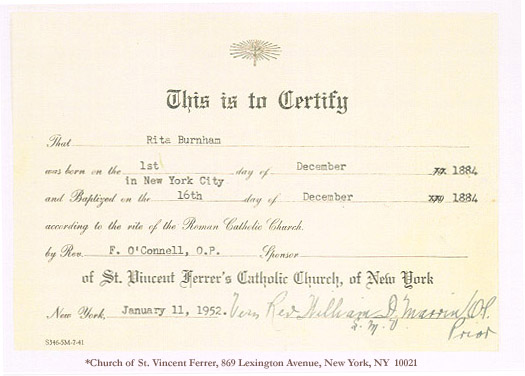 This is to Certify
That Rita Burnham
was born on the 1st day of December 1884
in New York City
and Baptized on the 16th day of December 1884
according to the rite of the Roman Catholic Church.
by Rev. F. O'Connell, O.P. Sponsor
of St. Vincent Ferrer's Catholic Church, of New York
New York, January 11, 1952. Very Rev. William D. Marrin O.P.
Prior
S346-5M-7-41
*Church of St. Vincent Ferrer, 869 Lexington Avenue, New York, NY 10021